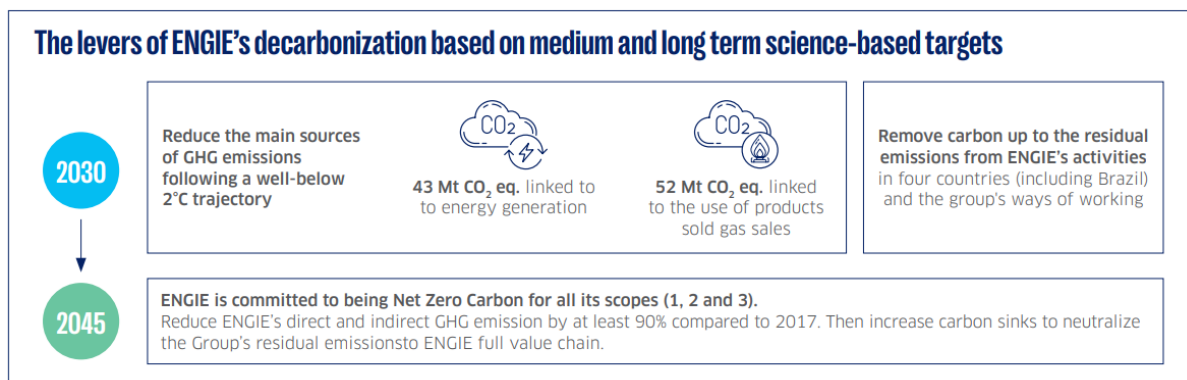 The levers of ENGIE's decarbonization based on medium and long term science-based targets
2030
Reduce the main sources
of GHG emissions
following a well-below
2°C trajectory
CO₂
43 Mt CO₂ eq. linked to
to energy generation
CO₂
52 Mt CO₂ eq. linked
to the use of products
sold gas sales
Remove carbon up to the residual
emissions from ENGIE's activities
in four countries (including Brazil)
and the group's ways of working
2045
ENGIE is committed to being Net Zero Carbon for all its scopes (1, 2 and 3).
Reduce ENGIE's direct and indirect GHG emission by at least 90% compared to 2017. Then increase carbon sinks to neutralize
the Group's residual emissionsto ENGIE full value chain.